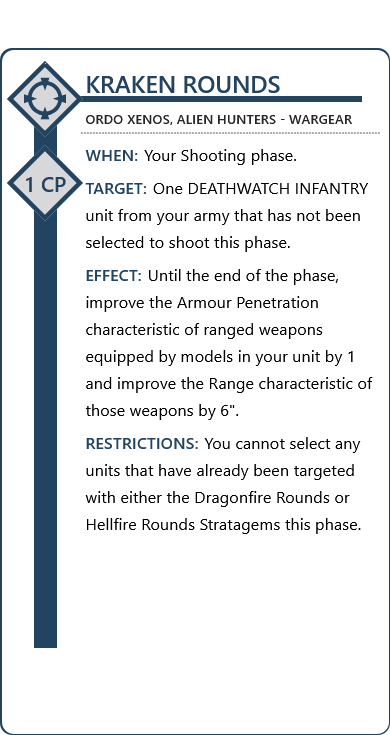 KRAKEN ROUNDS
ORDO XENOS, ALIEN HUNTERS - WARGEAR
1 CP
WHEN: Your Shooting phase.
TARGET: One DEATHWATCH INFANTRY
unit from your army that has not been
selected to shoot this phase.
EFFECT: Until the end of the phase,
improve the Armour Penetration
characteristic of ranged weapons
equipped by models in your unit by 1
and improve the Range characteristic of
those weapons by 6".
RESTRICTIONS: You cannot select any
units that have already been targeted
with either the Dragonfire Rounds or
Hellfire Rounds Stratagems this phase.